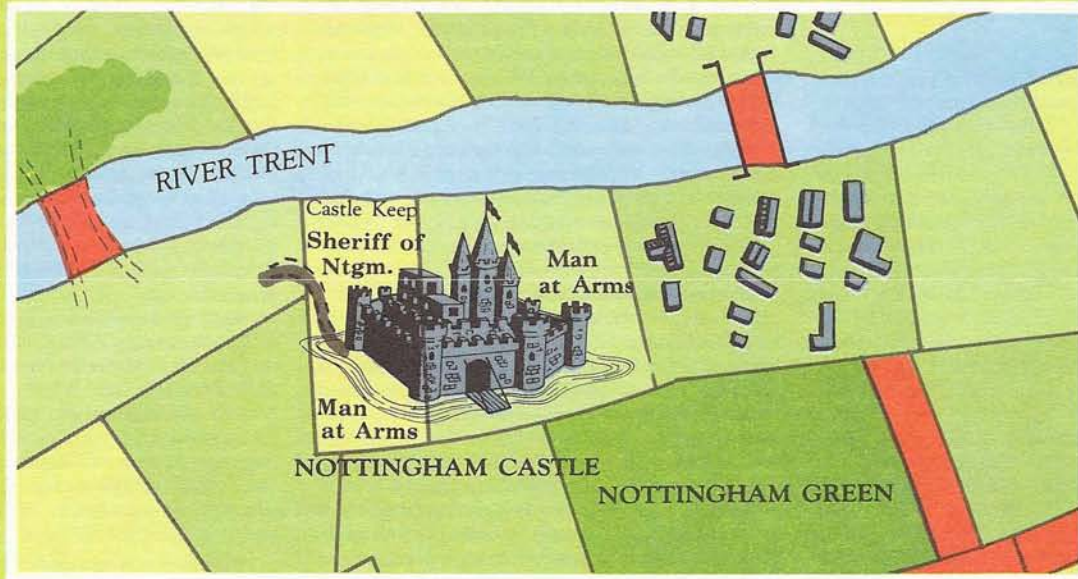 RIVER TRENT
Castle Keep
Sheriff of
Ntgm.
Man
at Arms
Man
at Arms
NOTTINGHAM CASTLE
NOTTINGHAM GREEN